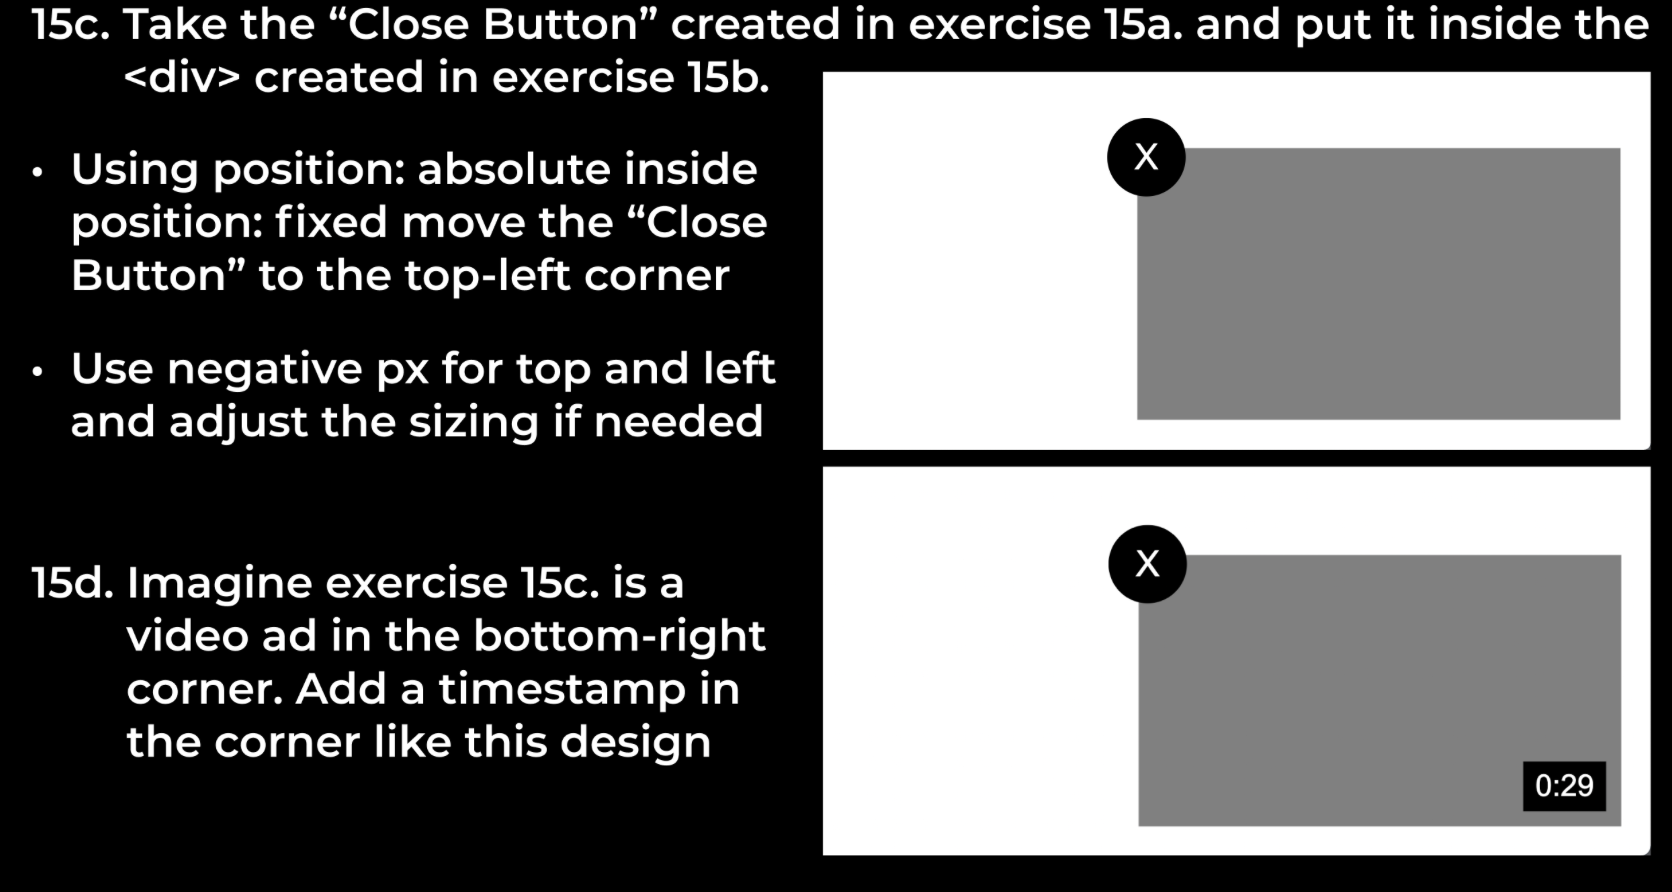 15c. Take the “Close Button” created in exercise 15a. and put it inside the
<div> created in exercise 15b.
• Using position: absolute inside
position: fixed move the “Close
Button” to the top-left corner
• Use negative px for top and left
and adjust the sizing if needed
X
15d. Imagine exercise 15c. is a
video ad in the bottom-right
corner. Add a timestamp in
the corner like this design
X
0:29